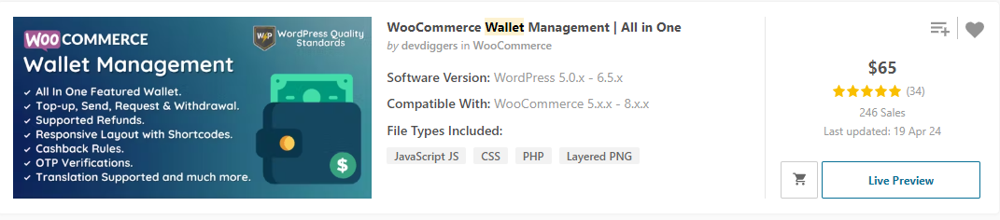 WOO COMMERCE
WP WordPress Quality
Standards
Wallet Management
✓ All In One Featured Wallet.
✓ Top-up, Send, Request & Withdrawal.
✓ Supported Refunds.
✓ Responsive Layout with Shortcodes.
✓ Cashback Rules.
✓ OTP Verifications.
✓ Translation Supported and much more.
$
WooCommerce Wallet Management | All in One
by devdiggers in WooCommerce
Software Version: WordPress 5.0.x - 6.5.x
Compatible With: WooCommerce 5.x.x - 8.x.x
File Types Included:
JavaScript JS CSS PHP Layered PNG
$65
(34)
246 Sales
Last updated: 19 Apr 24
Live Preview